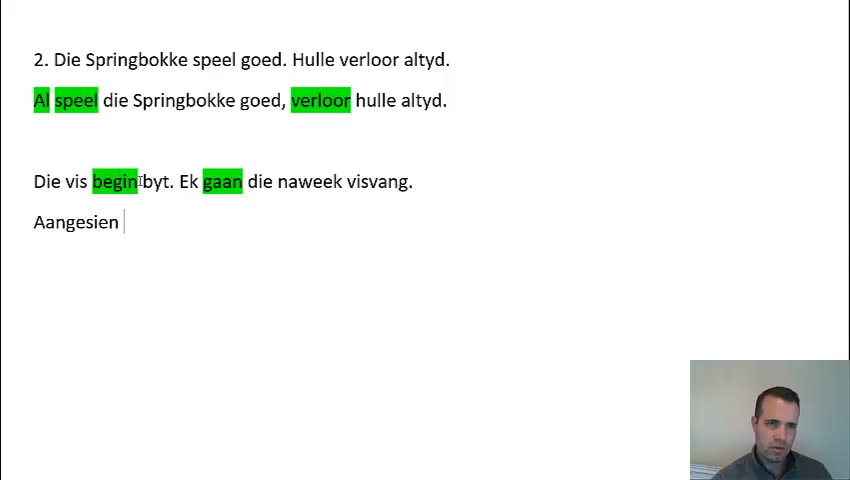 2. Die Springbokke speel goed. Hulle verloor altyd.
Al speel die Springbokke goed, verloor hulle altyd.
Die vis begin byt. Ek gaan die naweek visvang.
Aangesien